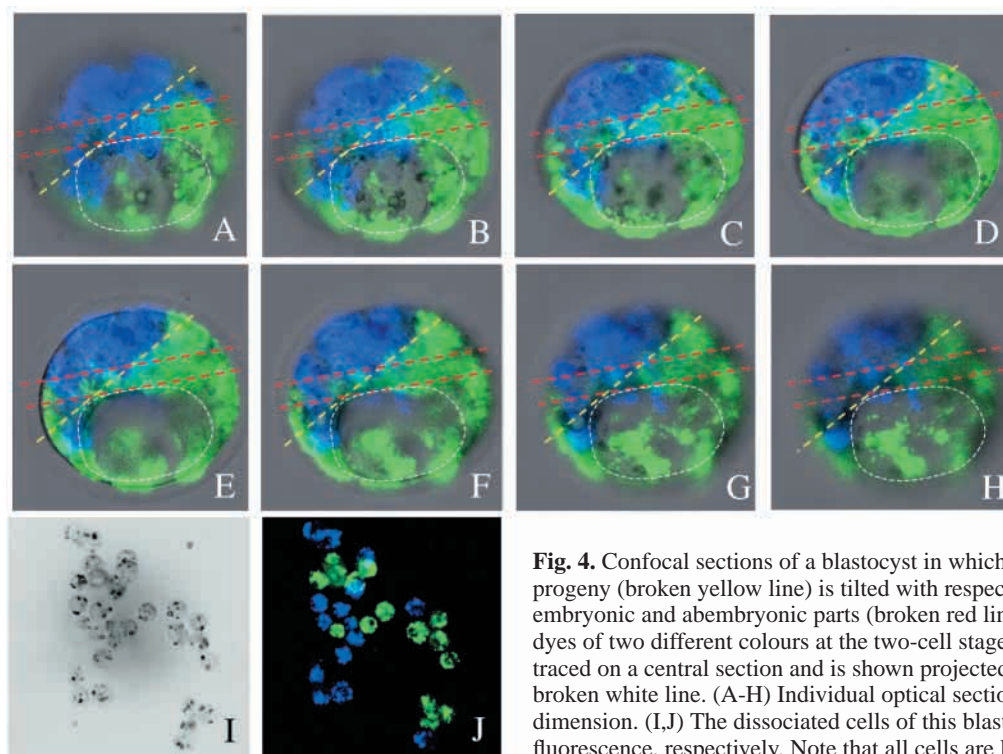 A
B
C
D
E
F
G
H
I
J
Fig. 4. Confocal sections of a blastocyst in which
progeny (broken yellow line) is tilted with respec
embryonic and abembryonic parts (broken red lin
dyes of two different colours at the two-cell stage
traced on a central section and is shown projected
broken white line. (A-H) Individual optical sectio
dimension. (I,J) The dissociated cells of this blast
fluorescence, respectively. Note that all cells are l